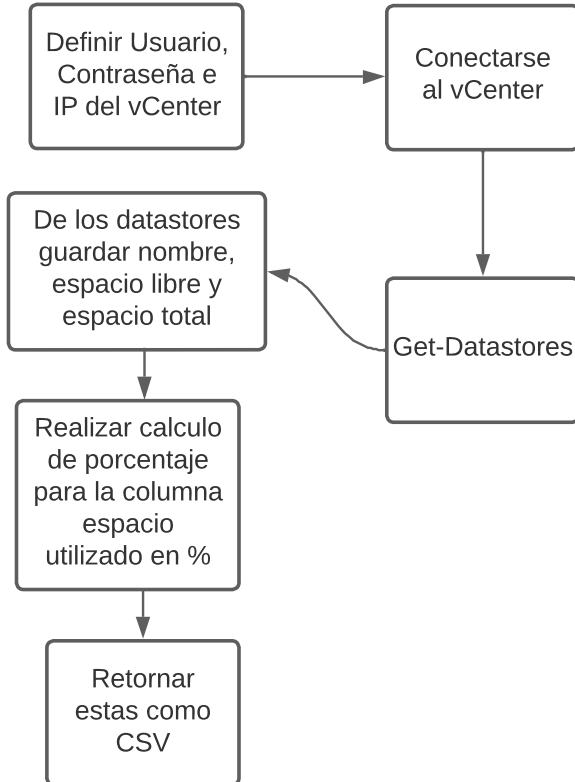 Definir Usuario,
Contraseña e
IP del vCenter
Conectarse
al vCenter
Get-Datastores
De los datastores
guardar nombre,
espacio libre y
espacio total
Realizar calculo
de porcentaje
para la columna
espacio
utilizado en %
Retornar
estas como
CSV